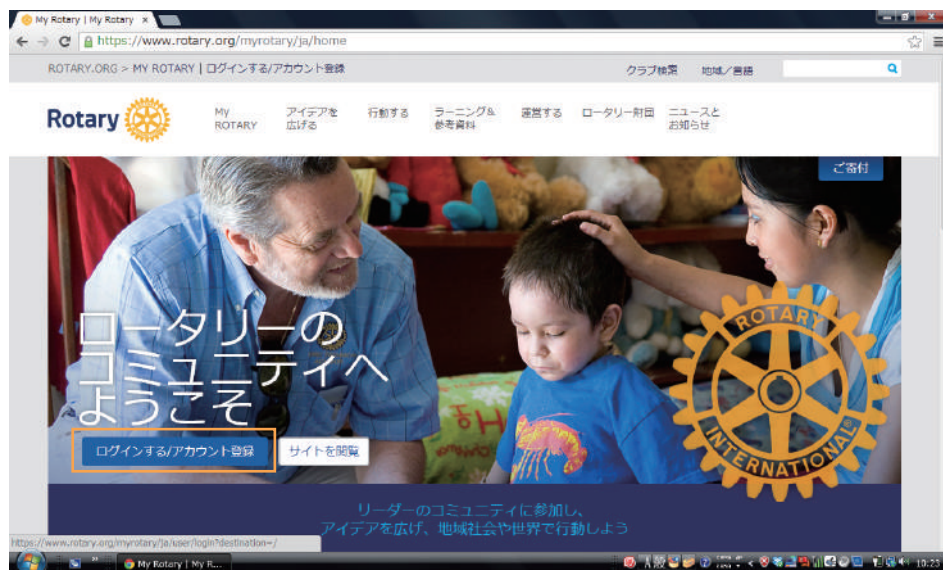 My Rotary | My Rotary
https://www.rotary.org/myrotary/ja/home
ROTARY.ORG > MY ROTARY | ログインする/アカウント登録
クラブ検索 地域/言語
Rotary
My ROTARY
アイデアを広げる
行動する
ラーニング&参考資料
運営する
ロータリー財団
ニュースとお知らせ
ご寄付
ロータリーの
コミュニティへ
ようこそ
ログインする/アカウント登録
サイトを閲覧
ROTARY
INTERNATIONAL
リーダーのコミュニティに参加し、
アイデアを広げ、地域社会や世界で行動しよう
https://www.rotary.org/myrotary/ja/user/login?destination=/
My Rotary | My R...
10:23